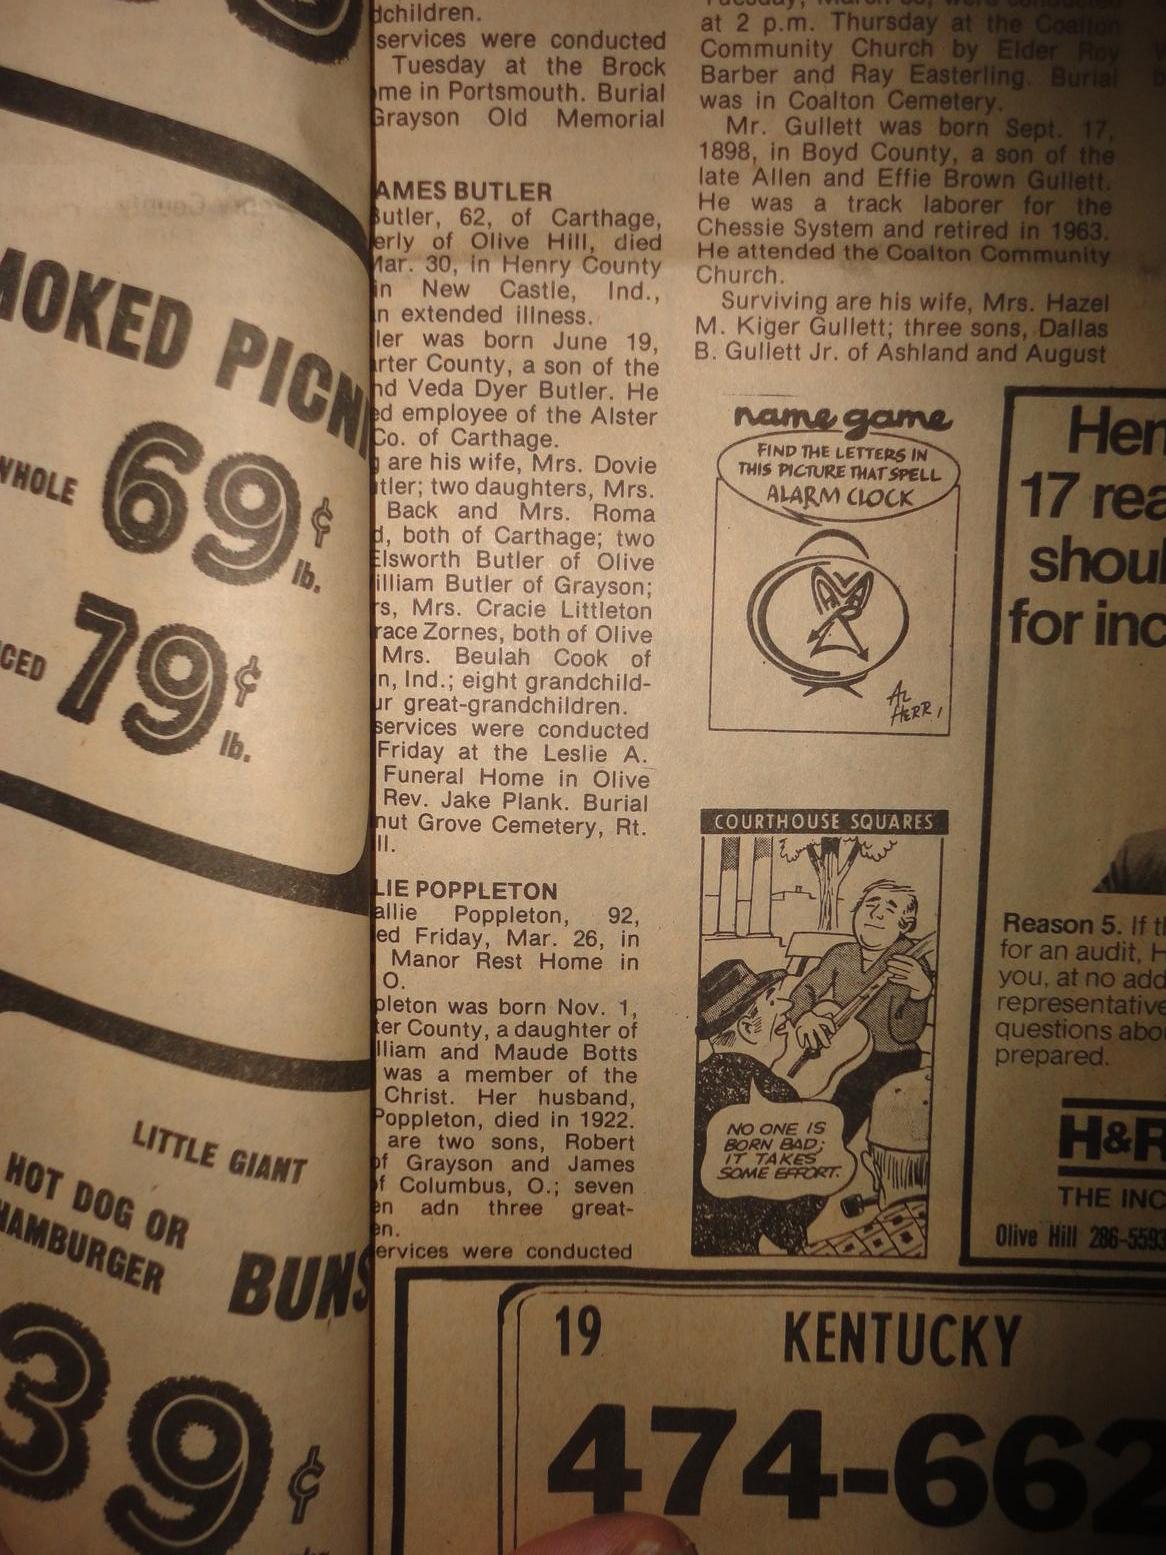 MOKED PICNI
WHOLE
69¢
lb.
79¢
lb.
LITTLE GIANT
HOT DOG OR
HAMBURGER
BUNS
39¢
dchildren.
services were conducted
Tuesday at the Brock
me in Portsmouth. Burial
Grayson Old Memorial
AMES BUTLER
Butler, 62, of Carthage,
erly of Olive Hill, died
Mar. 30, in Henry County
in New Castle, Ind.,
n extended illness.
ler was born June 19,
rter County, a son of the
nd Veda Dyer Butler. He
ed employee of the Alster
Co. of Carthage.
g are his wife, Mrs. Dovie
tler; two daughters, Mrs.
Back and Mrs. Roma
d, both of Carthage; two
Elsworth Butler of Olive
illiam Butler of Grayson;
rs, Mrs. Cracie Littleton
race Zornes, both of Olive
Mrs. Beulah Cook of
n, Ind.; eight grandchild-
ur great-grandchildren.
services were conducted
Friday at the Leslie A.
Funeral Home in Olive
Rev. Jake Plank. Burial
nut Grove Cemetery, Rt.
ll.
LIE POPPLETON
allie Poppleton, 92,
ed Friday, Mar. 26, in
Manor Rest Home in
O.
pleton was born Nov. 1,
ter County, a daughter of
lliam and Maude Botts
was a member of the
Christ. Her husband,
Poppleton, died in 1922.
are two sons, Robert
of Grayson and James
of Columbus, O.; seven
en adn three great-
en.
ervices were conducted
at 2 p.m. Thursday at the Coalton
Community Church by Elder Roy
Barber and Ray Easterling. Burial
was in Coalton Cemetery.
Mr. Gullett was born Sept. 17,
1898, in Boyd County, a son of the
late Allen and Effie Brown Gullett.
He was a track laborer for the
Chessie System and retired in 1963.
He attended the Coalton Community
Church.
Surviving are his wife, Mrs. Hazel
M. Kiger Gullett; three sons, Dallas
B. Gullett Jr. of Ashland and August
name game
FIND THE LETTERS IN
THIS PICTURE THAT SPELL
ALARM CLOCK
AL
HERR
COURTHOUSE SQUARES
NO ONE IS
BORN BAD;
IT TAKES
SOME EFFORT.
Hen
17 rea
shoul
for inc
Reason 5. If th
for an audit, H
you, at no add
representative
questions abou
prepared.
H&R
THE INC
Olive Hill 286-5593
19
KENTUCKY
474-662